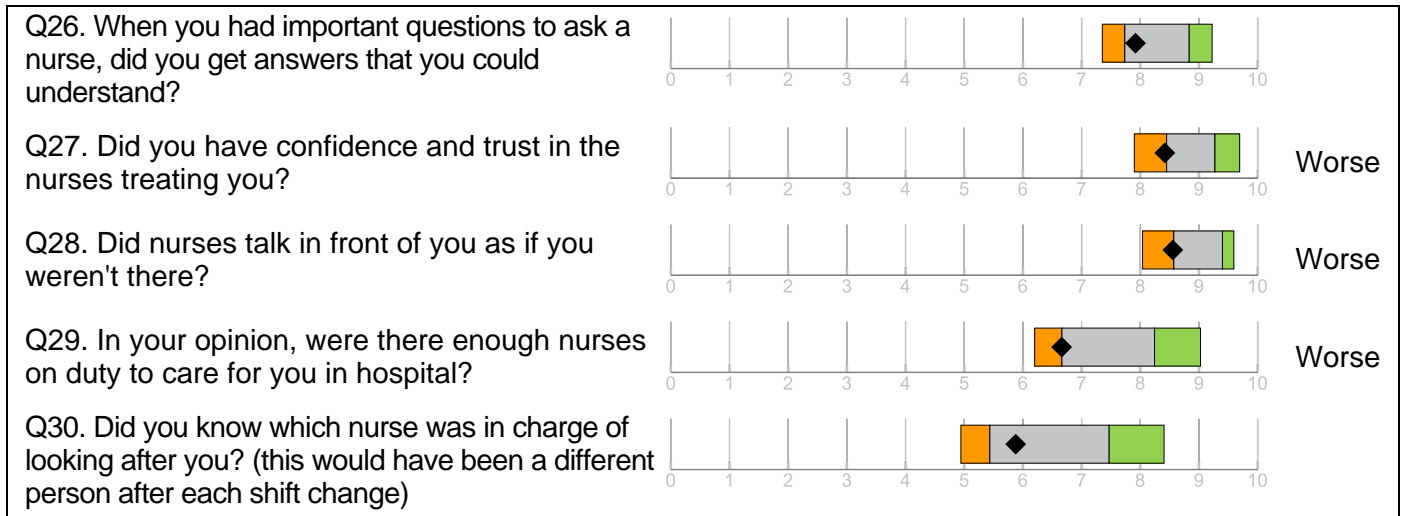 Q26. When you had important questions to ask a
nurse, did you get answers that you could
understand?
0 1 2 3 4 5 6 7 8 9 10
Q27. Did you have confidence and trust in the
nurses treating you?
Worse
0 1 2 3 4 5 6 7 8 9 10
Q28. Did nurses talk in front of you as if you
weren't there?
Worse
0 1 2 3 4 5 6 7 8 9 10
Q29. In your opinion, were there enough nurses
on duty to care for you in hospital?
Worse
0 1 2 3 4 5 6 7 8 9 10
Q30. Did you know which nurse was in charge of
looking after you? (this would have been a different
person after each shift change)
0 1 2 3 4 5 6 7 8 9 10